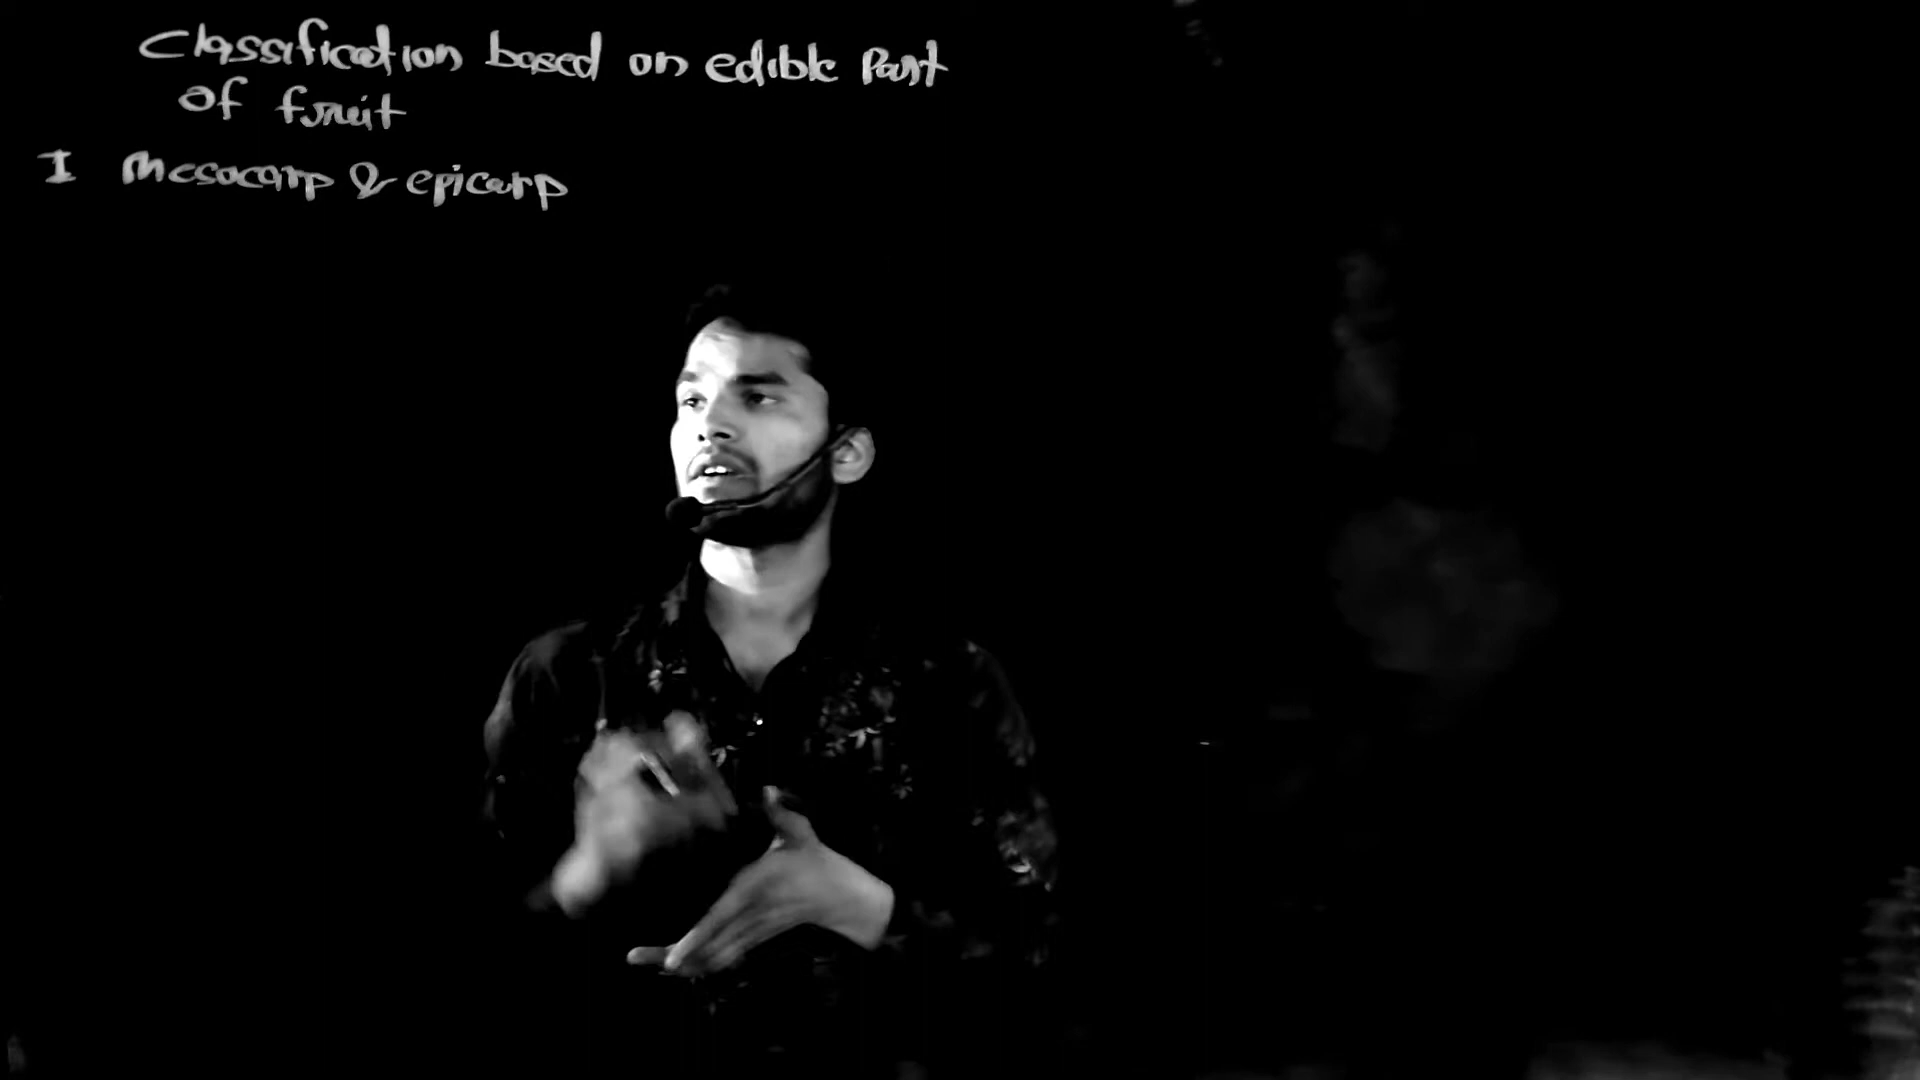 Classification based on edible Part
of fruit
I Mesocarp & epicarp